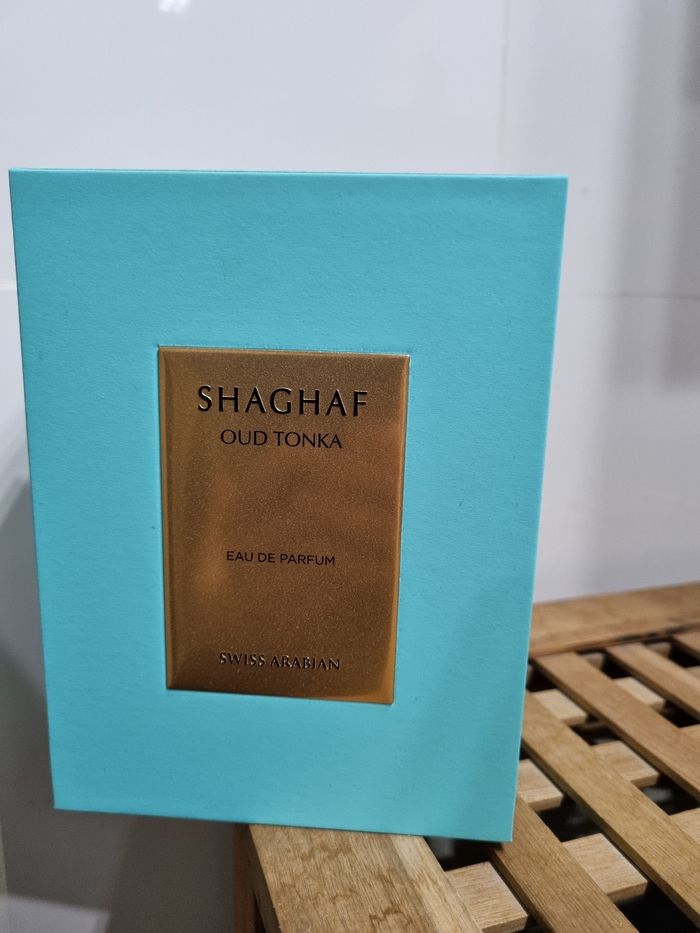 SHAGHAF
OUD TONKA
EAU DE PARFUM
SWISS ARABIAN